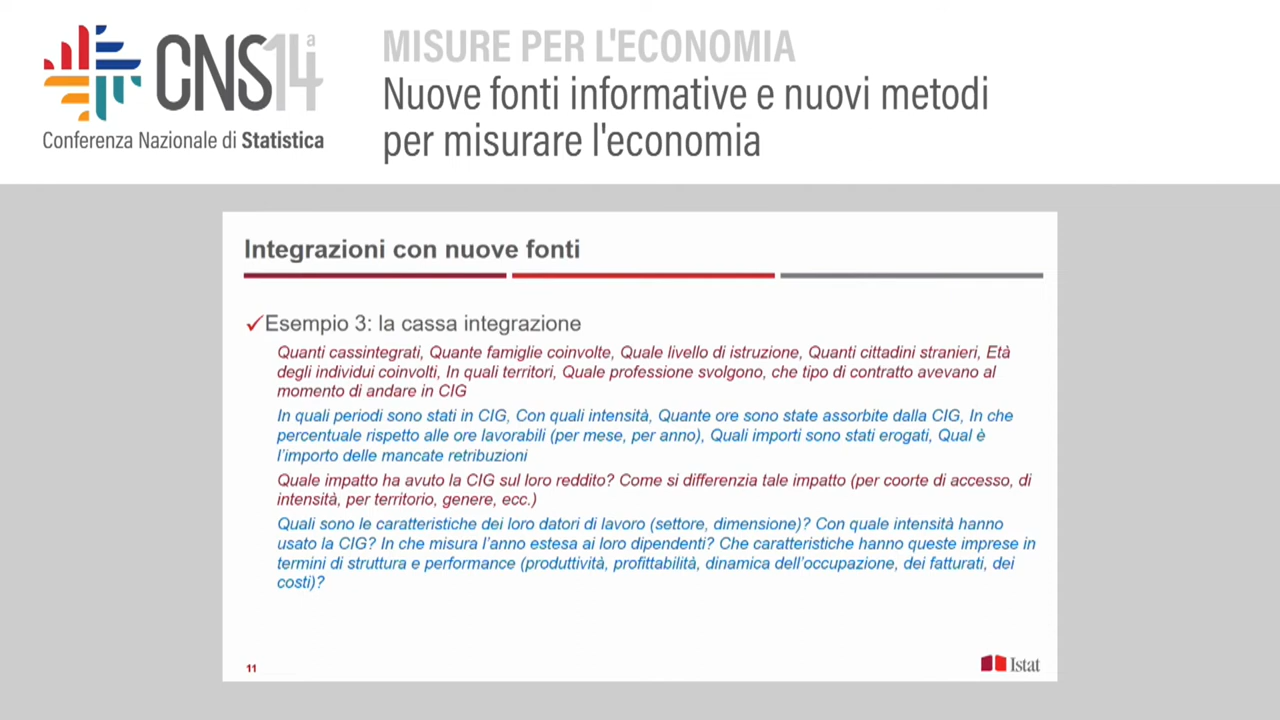 CNS14a
Conferenza Nazionale di Statistica
MISURE PER L'ECONOMIA
Nuove fonti informative e nuovi metodi
per misurare l'economia
Integrazioni con nuove fonti
✓Esempio 3: la cassa integrazione
Quanti cassintegrati, Quante famiglie coinvolte, Quale livello di istruzione, Quanti cittadini stranieri, Età
degli individui coinvolti, In quali territori, Quale professione svolgono, che tipo di contratto avevano al
momento di andare in CIG
In quali periodi sono stati in CIG, Con quali intensità, Quante ore sono state assorbite dalla CIG, In che
percentuale rispetto alle ore lavorabili (per mese, per anno), Quali importi sono stati erogati, Qual è
l'importo delle mancate retribuzioni
Quale impatto ha avuto la CIG sul loro reddito? Come si differenzia tale impatto (per coorte di accesso, di
intensità, per territorio, genere, ecc.)
Quali sono le caratteristiche dei loro datori di lavoro (settore, dimensione)? Con quale intensità hanno
usato la CIG? In che misura l'anno estesa ai loro dipendenti? Che caratteristiche hanno queste imprese in
termini di struttura e performance (produttività, profittabilità, dinamica dell'occupazione, dei fatturati, dei
costi)?
11
Istat